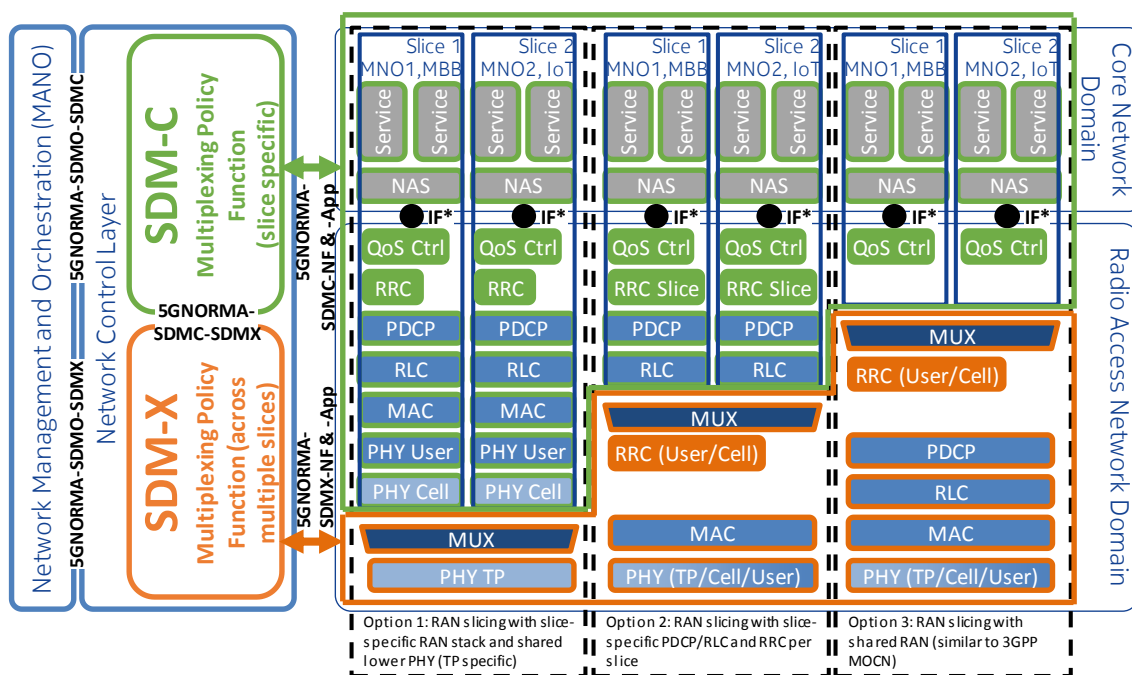 Network Management and Orchestration (MANO)
5GNORMA-SDMO-SDMC
5GNORMA-SDMO-SDMX
Network Control Layer
SDM-C
Multiplexing Policy
Function
(slice specific)
5GNORMA-
SDMC-SDMX
SDM-X
Multiplexing Policy
Function (across
multiple slices)
5GNORMA-
SDMC-NF & -App
5GNORMA-
SDMX-NF & -App
Slice 1
MNO1,MBB
Slice 2
MNO2, IoT
Service
Service
Service
Service
NAS
NAS
IF*
IF*
QoS Ctrl
QoS Ctrl
RRC
RRC
PDCP
PDCP
RLC
RLC
MAC
MAC
PHY User
PHY User
PHY Cell
PHY Cell
MUX
PHY TP
Option 1: RAN slicing with slice-
specific RAN stack and shared
lower PHY (TP specific)
Slice 1
MNO1,MBB
Slice 2
MNO2, IoT
Service
Service
Service
Service
NAS
NAS
IF*
IF*
QoS Ctrl
QoS Ctrl
RRC Slice
RRC Slice
PDCP
PDCP
RLC
RLC
MUX
RRC (User/Cell)
MAC
PHY (TP/Cell/User)
Option 2: RAN slicing with slice-
specific PDCP/RLC and RRC per
slice
Slice 1
MNO1,MBB
Slice 2
MNO2, IoT
Service
Service
Service
Service
NAS
NAS
IF*
IF*
QoS Ctrl
QoS Ctrl
MUX
RRC (User/Cell)
PDCP
RLC
MAC
PHY (TP/Cell/User)
Option 3: RAN slicing with
shared RAN (similar to 3GPP
MOCN)
Core Network
Domain
Radio Access Network Domain